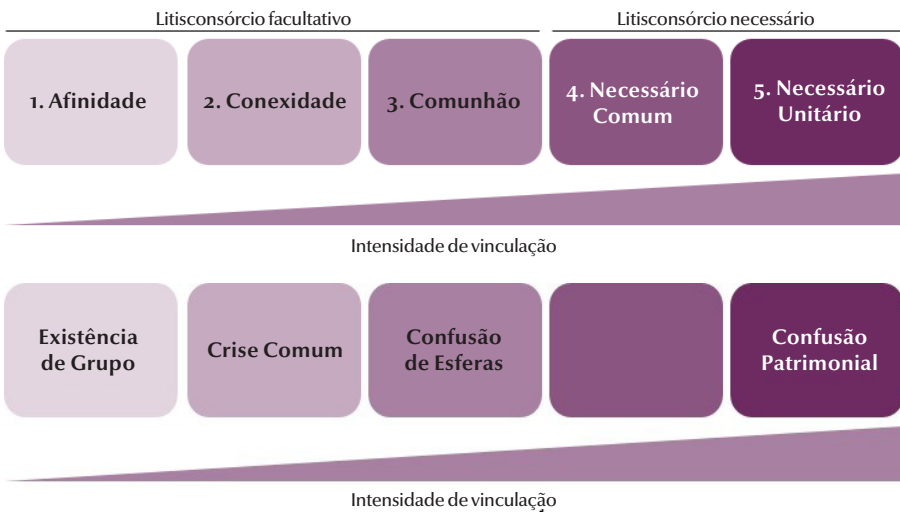 Litisconsórcio facultativo
Litisconsórcio necessário
1. Afinidade
2. Conexidade
3. Comunhão
4. Necessário
Comum
5. Necessário
Unitário
Intensidade de vinculação
Existência
de Grupo
Crise Comum
Confusão
de Esferas
Confusão
Patrimonial
Intensidade de vinculação